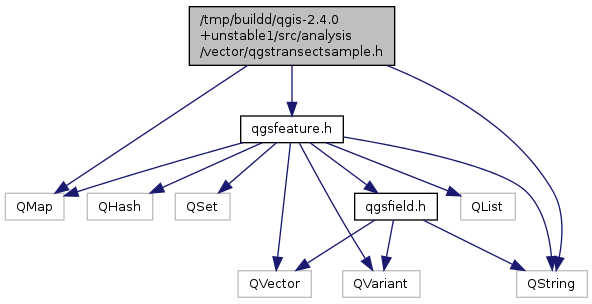 /tmp/buildd/qgis-2.4.0
+unstable1/src/analysis
/vector/qgstransectsample.h
qgsfeature.h
QMap
QHash
QSet
qgsfield.h
QList
QVector
QVariant
QString